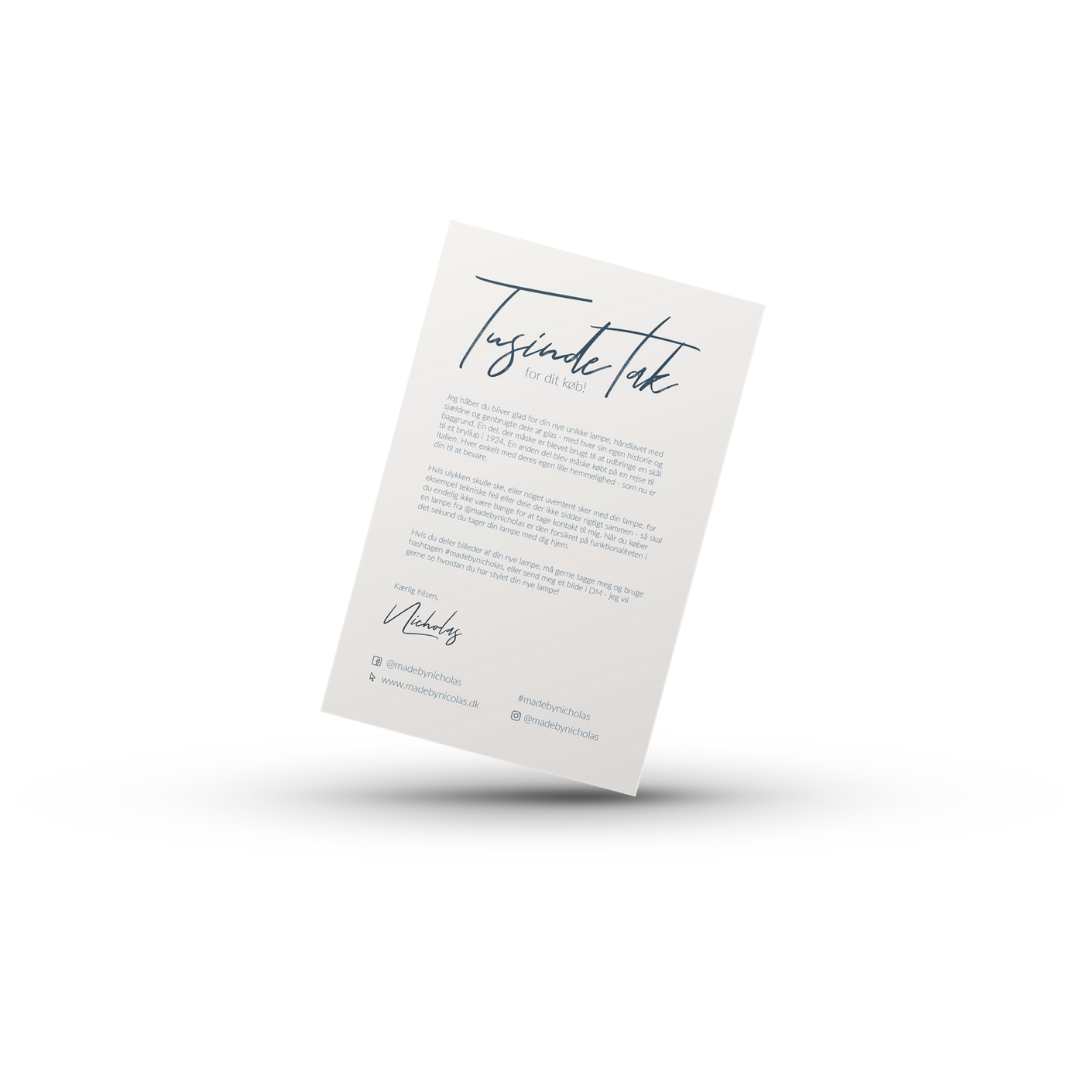 Tusinde Tak
for dit køb!
Jeg håber du bliver glad for din nye unikke lampe, håndlavet med
sjældne og genbrugte dele af glas - med hver sin egen historie og
baggrund. En del, der måske er blevet brugt til at udbringe en skål
til et bryllup i 1924. En anden del blev måske købt på en rejse til
Italien. Hver enkelt med deres egen lille hemmelighed - som nu er
din til at bevare.
Hvis ulykken skulle ske, eller noget uventent sker med din lampe, for
eksempel tekniske feil eller dele der ikke sidder rigtigt sammen - så skal
du endelig ikke være bange for at tage kontakt til mig. Når du køber
en lampe fra @madebynicholas er den forsikret på funktionaliteten i
det sekund du tager din lampe med dig hjem.
Hvis du deler billeder af din nye lampe, må gerne tagge meg og bruge
hashtagen #madebynicholas, eller send meg et bilde i DM - jeg vil
gerne se hvordan du har stylet din nye lampe!
Kærlig hilsen,
Nicholas
@madebynicholas
www.madebynicolas.dk
#madebynicholas
@madebynicholas